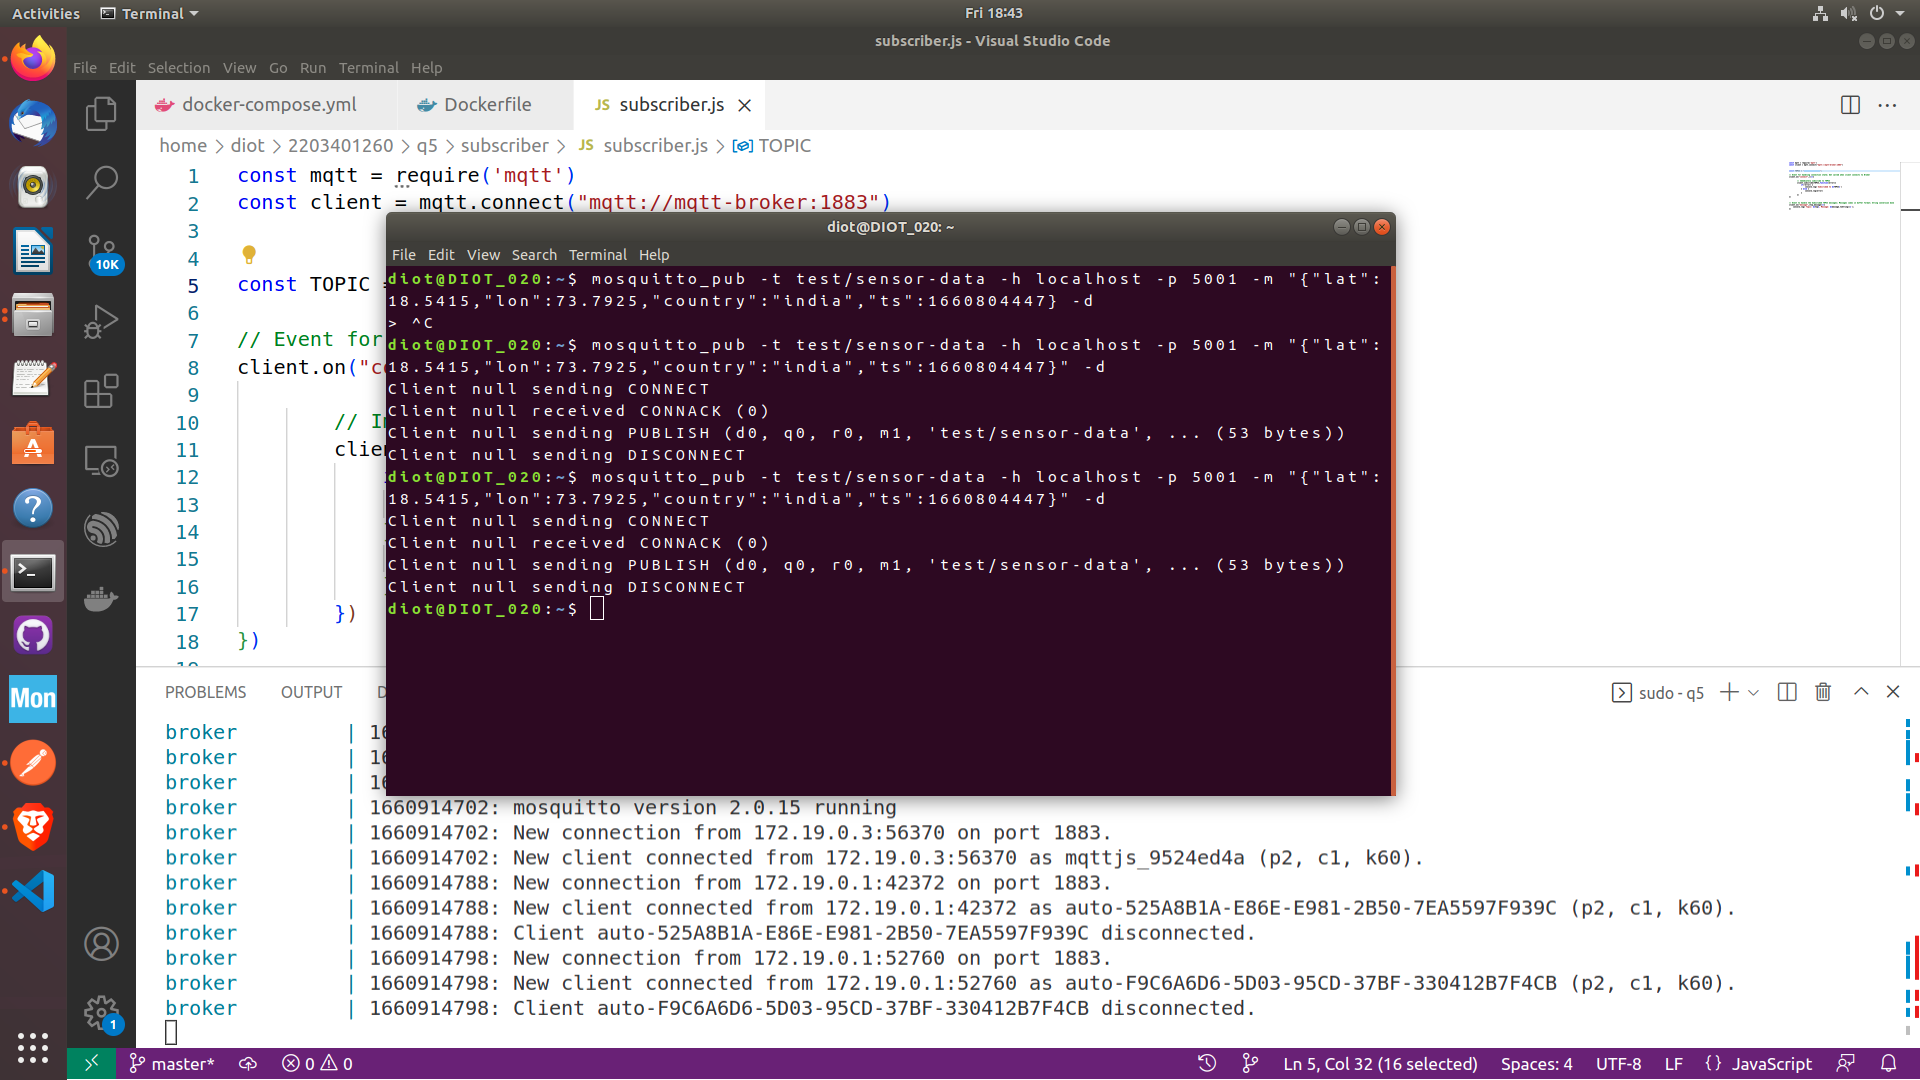 Activities
Terminal
Fri 18:43
subscriber.js - Visual Studio Code
File Edit Selection View Go Run Terminal Help
docker-compose.yml
Dockerfile
JS subscriber.js
home > diot > 2203401260 > q5 > subscriber > JS subscriber.js > TOPIC
1 const mqtt = require('mqtt')
2 const client = mqtt.connect("mqtt://mqtt-broker:1883")
3
4
5 const TOPIC
6
7 // Event for
8 client.on("co
9
10 // I
11 clien
12
13
14
15
16
17 })
18 })
diot@DIOT_020: ~
File Edit View Search Terminal Help
diot@DIOT_020:~$ mosquitto_pub -t test/sensor-data -h localhost -p 5001 -m "{"lat":
18.5415,"lon":73.7925,"country":"india","ts":1660804447} -d
> ^C
diot@DIOT_020:~$ mosquitto_pub -t test/sensor-data -h localhost -p 5001 -m "{"lat":
18.5415,"lon":73.7925,"country":"india","ts":1660804447}" -d
Client null sending CONNECT
Client null received CONNACK (0)
Client null sending PUBLISH (d0, q0, r0, m1, 'test/sensor-data', ... (53 bytes))
Client null sending DISCONNECT
diot@DIOT_020:~$ mosquitto_pub -t test/sensor-data -h localhost -p 5001 -m "{"lat":
18.5415,"lon":73.7925,"country":"india","ts":1660804447}" -d
Client null sending CONNECT
Client null received CONNACK (0)
Client null sending PUBLISH (d0, q0, r0, m1, 'test/sensor-data', ... (53 bytes))
Client null sending DISCONNECT
diot@DIOT_020:~$
10K
Mon
1
PROBLEMS OUTPUT D
sudo - q5
broker | 16
broker | 16
broker | 16
broker | 1660914702: mosquitto version 2.0.15 running
broker | 1660914702: New connection from 172.19.0.3:56370 on port 1883.
broker | 1660914702: New client connected from 172.19.0.3:56370 as mqttjs_9524ed4a (p2, c1, k60).
broker | 1660914788: New connection from 172.19.0.1:42372 on port 1883.
broker | 1660914788: New client connected from 172.19.0.1:42372 as auto-525A8B1A-E86E-E981-2B50-7EA5597F939C (p2, c1, k60).
broker | 1660914788: Client auto-525A8B1A-E86E-E981-2B50-7EA5597F939C disconnected.
broker | 1660914798: New connection from 172.19.0.1:52760 on port 1883.
broker | 1660914798: New client connected from 172.19.0.1:52760 as auto-F9C6A6D6-5D03-95CD-37BF-330412B7F4CB (p2, c1, k60).
broker | 1660914798: Client auto-F9C6A6D6-5D03-95CD-37BF-330412B7F4CB disconnected.
master* 0 0 Ln 5, Col 32 (16 selected) Spaces: 4 UTF-8 LF {} JavaScript